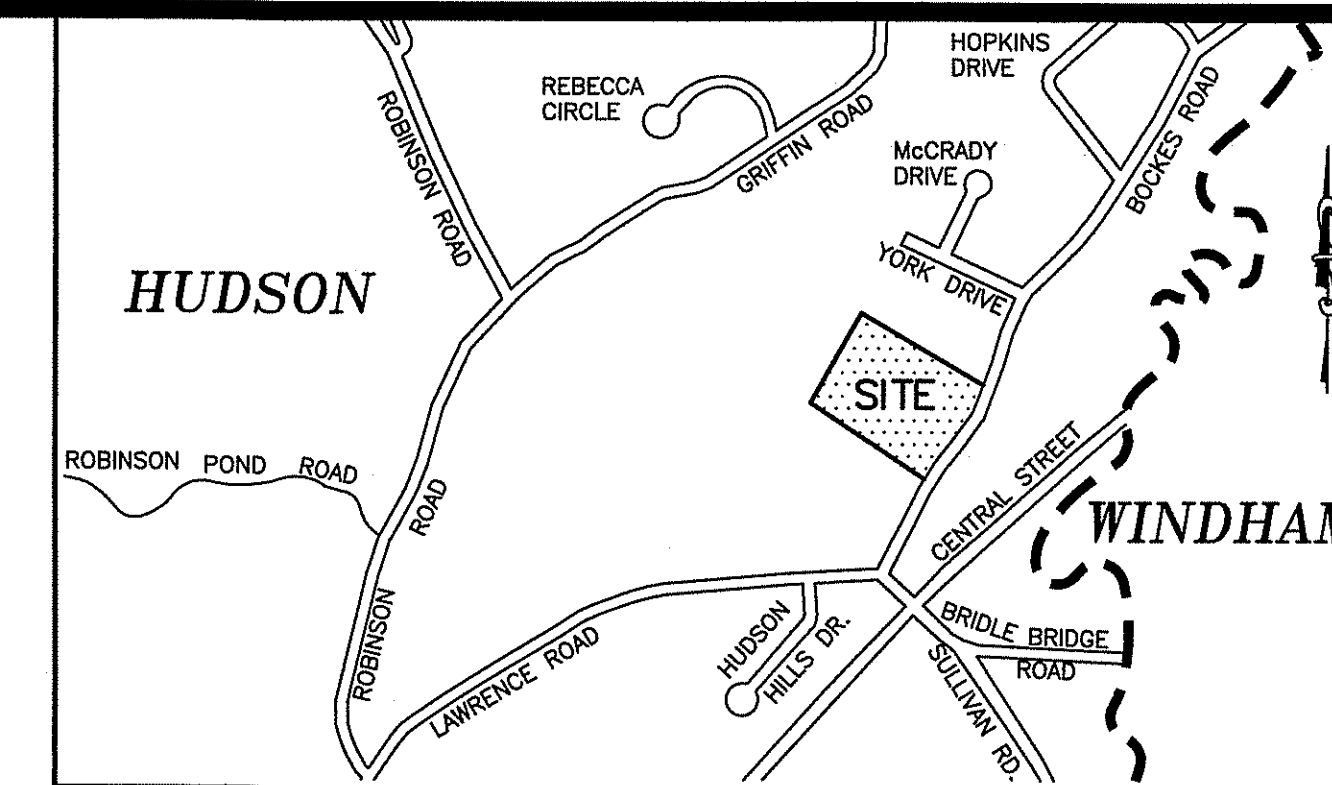 HOPKINS
DRIVE
REBECCA
CIRCLE
ROBINSON ROAD
GRIFFIN ROAD
BOCKES ROAD
McCRADY
DRIVE
YORK DRIVE
HUDSON
SITE
ROBINSON POND ROAD
ROBINSON ROAD
CENTRAL STREET
WINDHAM
LAWRENCE ROAD
HUDSON
HILLS DR.
BRIDLE BRIDGE
ROAD
SULLIVAN RD.